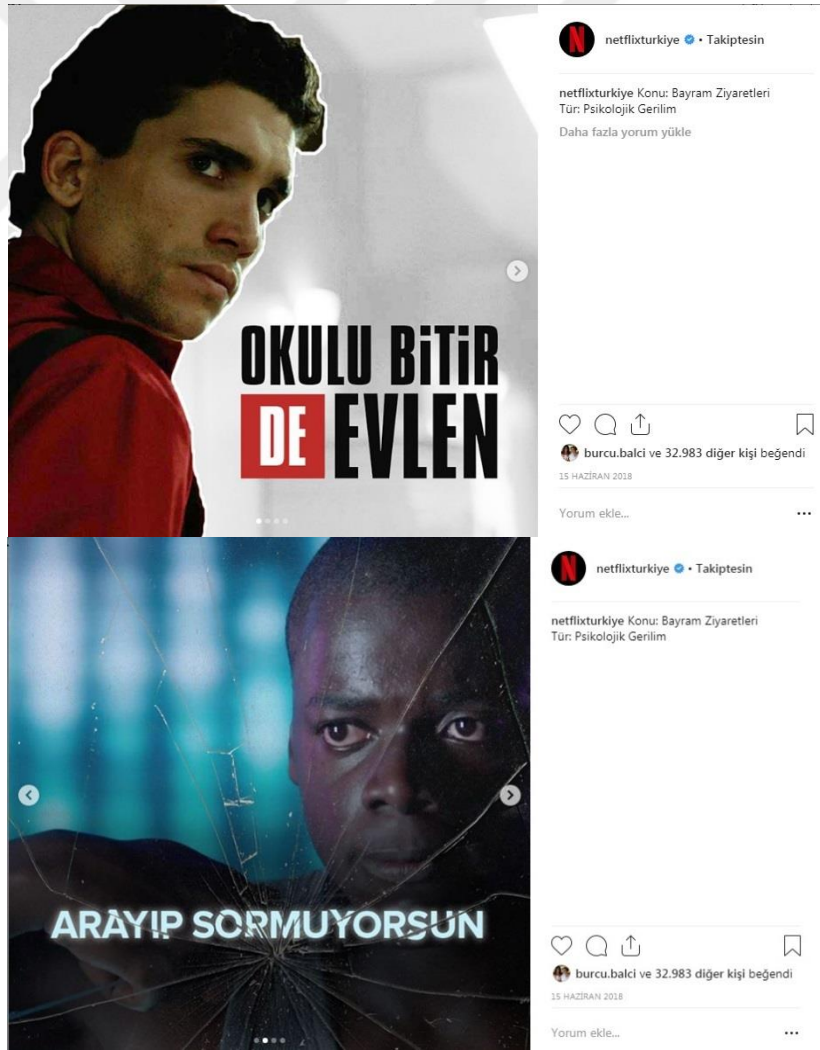 OKULU BİTİR
DE EVLEN
netflixturkiye • Takiptesin
netflixturkiye Konu: Bayram Ziyaretleri
Tür: Psikolojik Gerilim
Daha fazla yorum yükle
burcu.balci ve 32.983 diğer kişi beğendi
15 HAZİRAN 2018
Yorum ekle...
ARAYIP SORMUYORSUN
netflixturkiye • Takiptesin
netflixturkiye Konu: Bayram Ziyaretleri
Tür: Psikolojik Gerilim
burcu.balci ve 32.983 diğer kişi beğendi
15 HAZİRAN 2018
Yorum ekle...